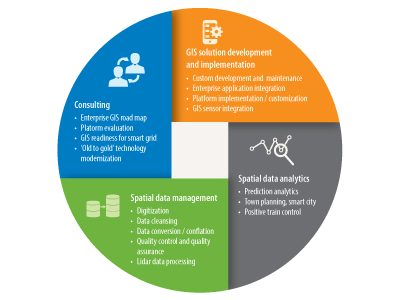 GIS solution development
and implementation
• Custom development and maintenance
• Enterprise application integration
• Platform implementation / customization
• GIS sensor integration
Consulting
• Enterprise GIS road map
• Platorm evaluation
• GIS readiness for smart grid
• 'Old to gold' technology
modernization
Spatial data analytics
• Prediction analytics
• Town planning, smart city
• Positive train control
Spatial data management
• Digitization
• Data cleansing
• Data conversion / conflation
• Quality control and quality
assurance
• Lidar data processing